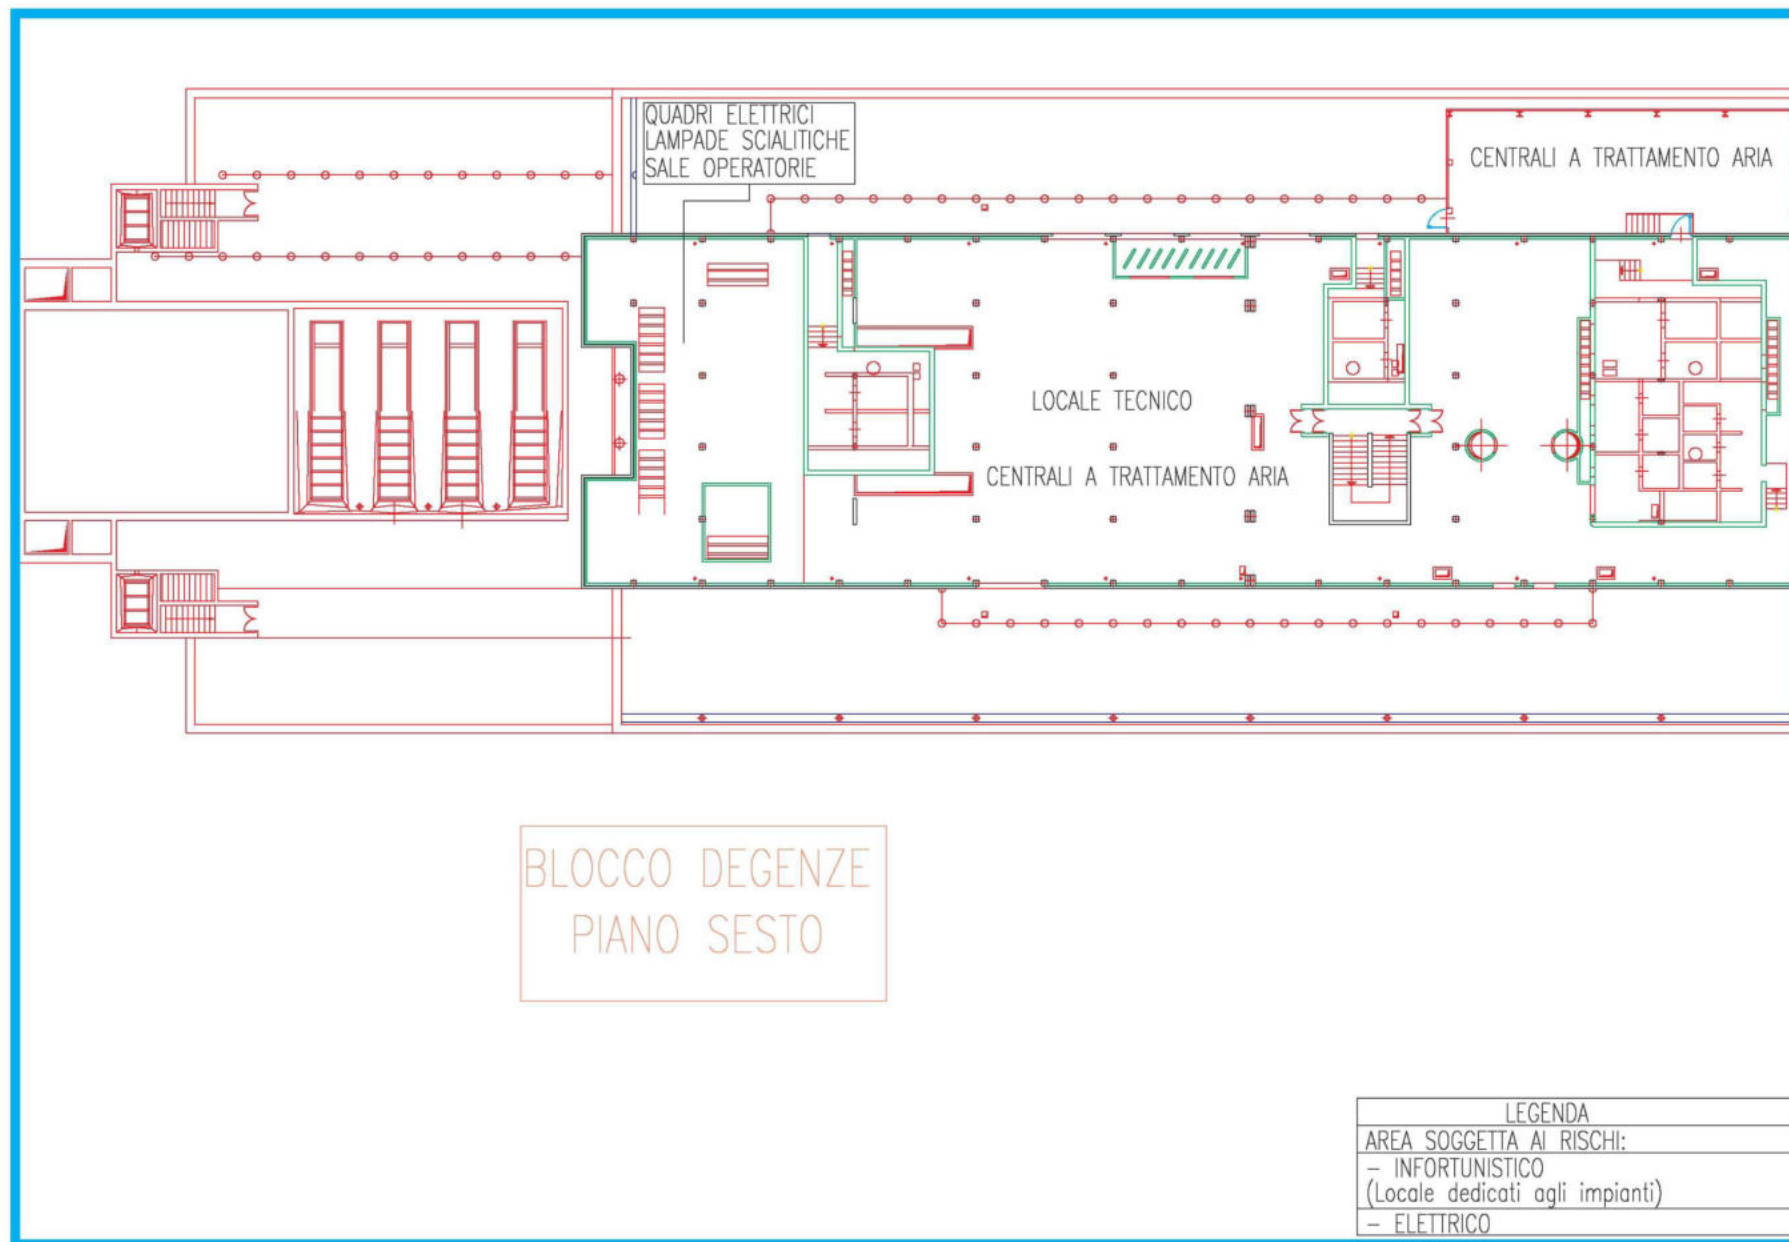 QUADRI ELETTRICI
LAMPADE SCIALITICHE
SALE OPERATORIE
CENTRALI A TRATTAMENTO ARIA
LOCALE TECNICO
CENTRALI A TRATTAMENTO ARIA
BLOCCO DEGENZE
PIANO SESTO
LEGENDA
AREA SOGGETTA AI RISCHI:
- INFORTUNISTICO
(Locale dedicati agli impianti)
- ELETTRICO